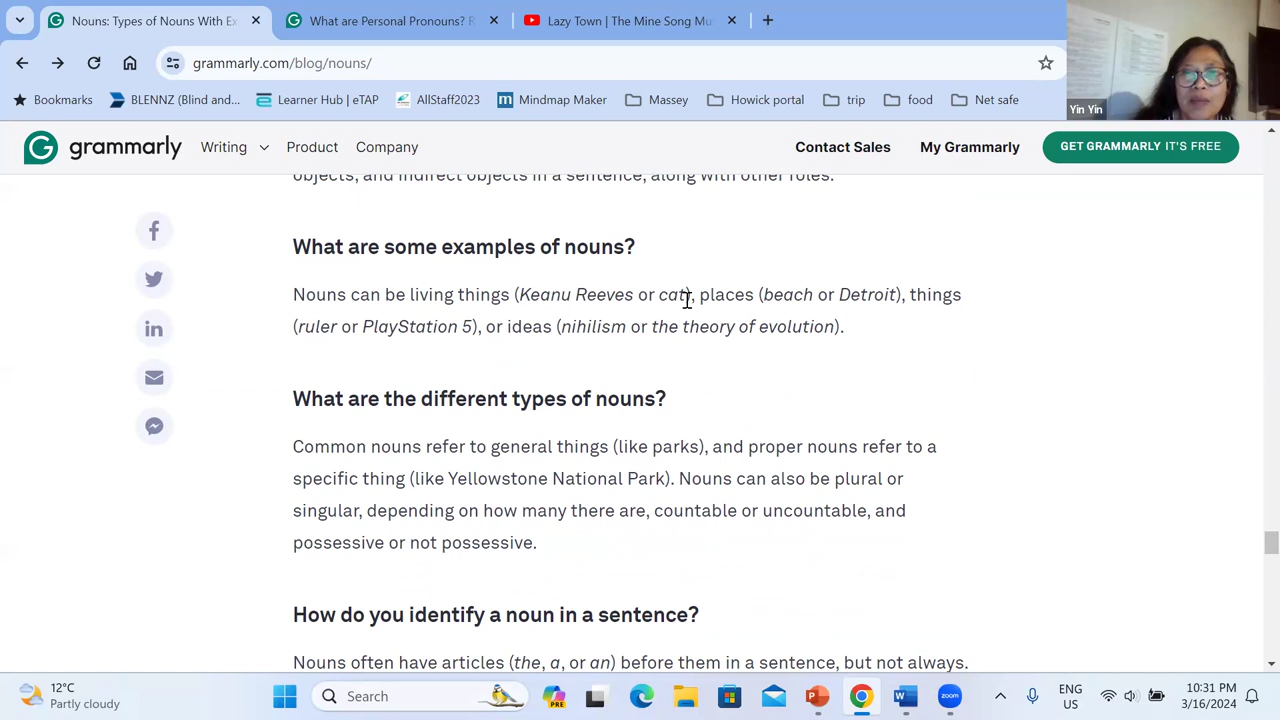 Nouns: Types of Nouns With Ex
What are Personal Pronouns? R
Lazy Town | The Mine Song Mu
grammarly.com/blog/nouns/
Bookmarks
BLENNZ (Blind and...
Learner Hub | eTAP
AllStaff2023
Mindmap Maker
Massey
Howick portal
trip
food
Net safe
Yin Yin
grammarly
Writing
Product
Company
Contact Sales
My Grammarly
GET GRAMMARLY IT'S FREE
objects, and indirect objects in a sentence, along with other roles.
What are some examples of nouns?
Nouns can be living things (Keanu Reeves or cat), places (beach or Detroit), things
(ruler or PlayStation 5), or ideas (nihilism or the theory of evolution).
What are the different types of nouns?
Common nouns refer to general things (like parks), and proper nouns refer to a
specific thing (like Yellowstone National Park). Nouns can also be plural or
singular, depending on how many there are, countable or uncountable, and
possessive or not possessive.
How do you identify a noun in a sentence?
Nouns often have articles (the, a, or an) before them in a sentence, but not always.
12°C
Partly cloudy
Search
PRE
zoom
ENG
US
10:31 PM
3/16/2024